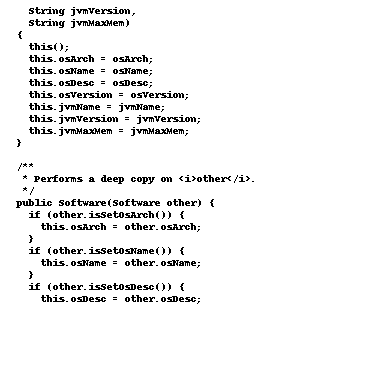 String jvmVersion,
String jvmMaxMem)
{
this();
this.osArch = osArch;
this.osName = osName;
this.osDesc = osDesc;
this.osVersion = osVersion;
this.jvmName = jvmName;
this.jvmVersion = jvmVersion;
this.jvmMaxMem = jvmMaxMem;
}
/**
* Performs a deep copy on <i>other</i>.
*/
public Software(Software other) {
if (other.isSetOsArch()) {
this.osArch = other.osArch;
}
if (other.isSetOsName()) {
this.osName = other.osName;
}
if (other.isSetOsDesc()) {
this.osDesc = other.osDesc;